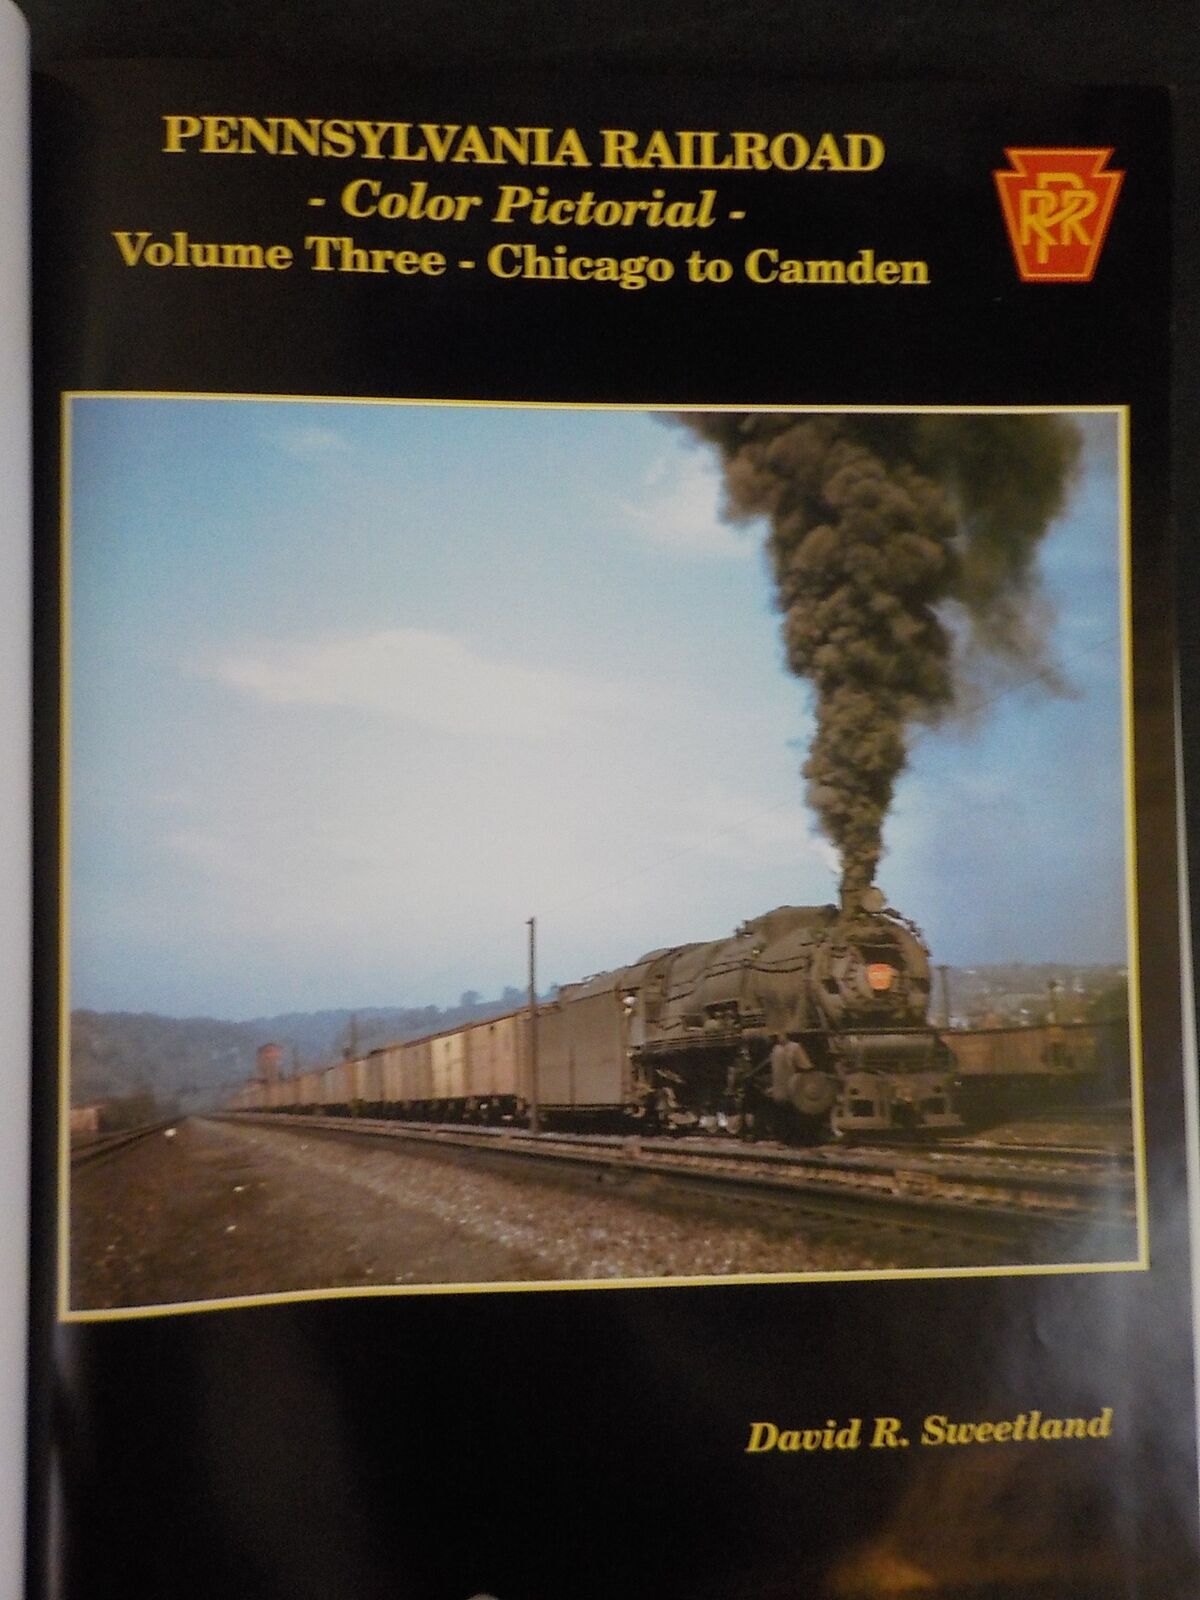 PENNSYLVANIA RAILROAD
- Color Pictorial -
Volume Three - Chicago to Camden
PRR
David R. Sweetland